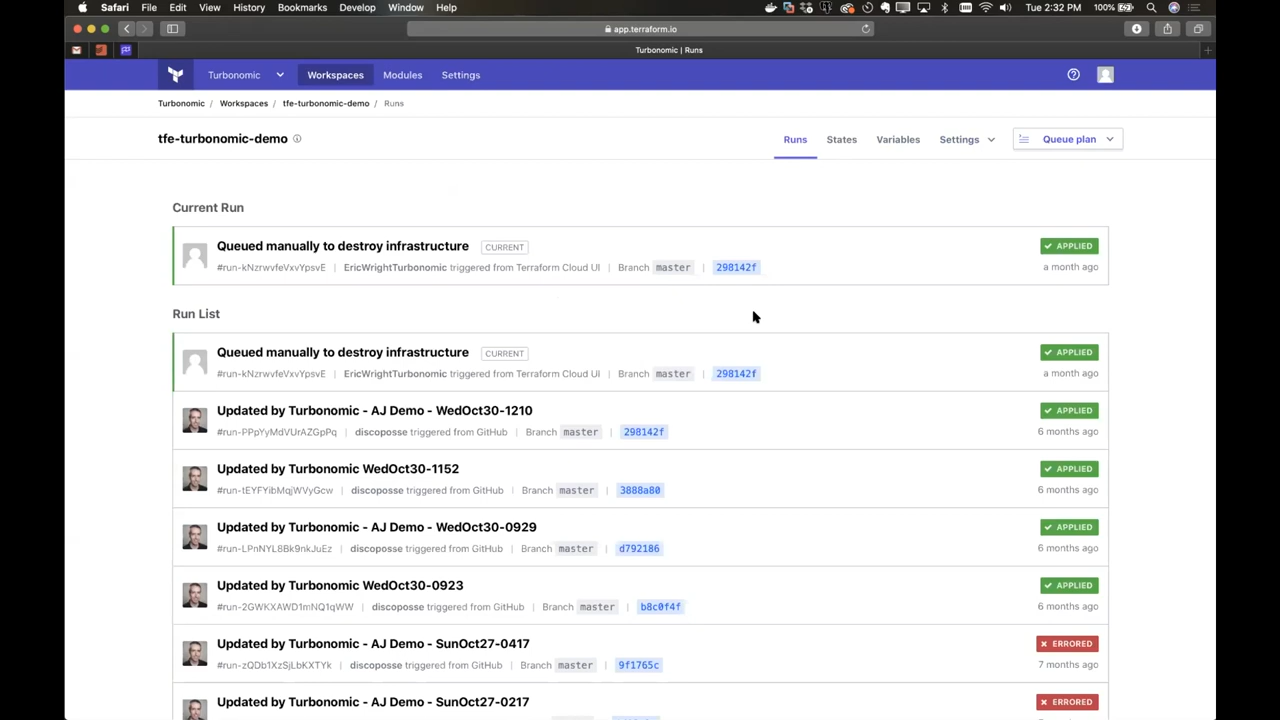 Safari File Edit View History Bookmarks Develop Window Help Tue 2:32 PM 100%
app.terraform.io
Turbonomic | Runs
Turbonomic Workspaces Modules Settings
Turbonomic / Workspaces / tfe-turbonomic-demo / Runs
tfe-turbonomic-demo Runs States Variables Settings Queue plan
Current Run
Queued manually to destroy infrastructure CURRENT APPLIED
#run-kNzrwvfeVxvYpsvE | EricWrightTurbonomic triggered from Terraform Cloud UI | Branch master | 298142f a month ago
Run List
Queued manually to destroy infrastructure CURRENT APPLIED
#run-kNzrwvfeVxvYpsvE | EricWrightTurbonomic triggered from Terraform Cloud UI | Branch master | 298142f a month ago
Updated by Turbonomic - AJ Demo - WedOct30-1210 APPLIED
#run-PPpYyMdVUrAZGpPq | discoposse triggered from GitHub | Branch master | 298142f 6 months ago
Updated by Turbonomic WedOct30-1152 APPLIED
#run-tEYFYibMqjWVyGcw | discoposse triggered from GitHub | Branch master | 3888a80 6 months ago
Updated by Turbonomic - AJ Demo - WedOct30-0929 APPLIED
#run-LPnNYL8Bk9nkJuEz | discoposse triggered from GitHub | Branch master | d792186 6 months ago
Updated by Turbonomic WedOct30-0923 APPLIED
#run-2GWKXAWD1mNQ1qWW | discoposse triggered from GitHub | Branch master | b8c0f4f 6 months ago
Updated by Turbonomic - AJ Demo - SunOct27-0417 ERRORED
#run-zQDb1XzSjLbKXTYk | discoposse triggered from GitHub | Branch master | 9f1765c 7 months ago
Updated by Turbonomic - AJ Demo - SunOct27-0217 ERRORED